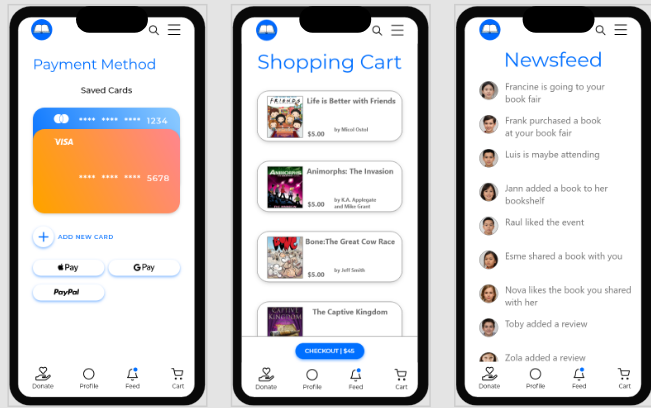 Payment Method
Saved Cards
**** **** **** 1234
VISA
**** **** **** 5678
ADD NEW CARD
Pay
G Pay
PayPal
Donate
Profile
Feed
Cart
Shopping Cart
FRIENDS
Life is Better with Friends
$5.00
by Micol Ostol
ANIMORPHS
Animorphs: The Invasion
$5.00
by K.A. Applegate
and Mike Grant
BONE
Bone:The Great Cow Race
$5.00
by Jeff Smith
CAPTIVE
KINGDOM
The Captive Kingdom
CHECKOUT | $45
Donate
Profile
Feed
Cart
Newsfeed
Francine is going to your
book fair
Frank purchased a book
at your book fair
Luis is maybe attending
Jann added a book to her
bookshelf
Raul liked the event
Esme shared a book with you
Nova likes the book you shared
with her
Toby added a review
Zola added a review
Donate
Profile
Feed
Cart